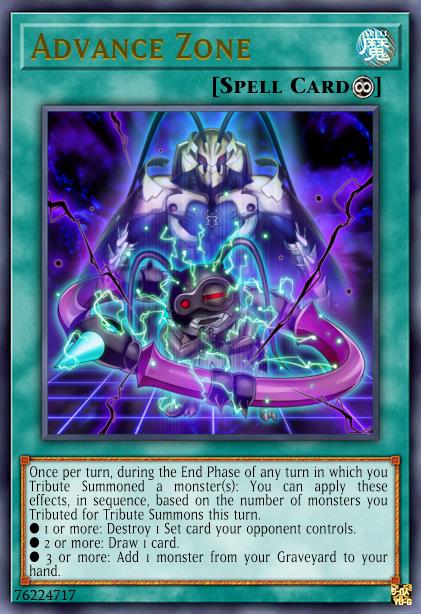 ADVANCE ZONE
SPELL
魔
[SPELL CARD]
Once per turn, during the End Phase of any turn in which you
Tribute Summoned a monster(s): You can apply these
effects, in sequence, based on the number of monsters you
Tributed for Tribute Summons this turn.
● 1 or more: Destroy 1 Set card your opponent controls.
● 2 or more: Draw 1 card.
● 3 or more: Add 1 monster from your Graveyard to your
hand.
76224717